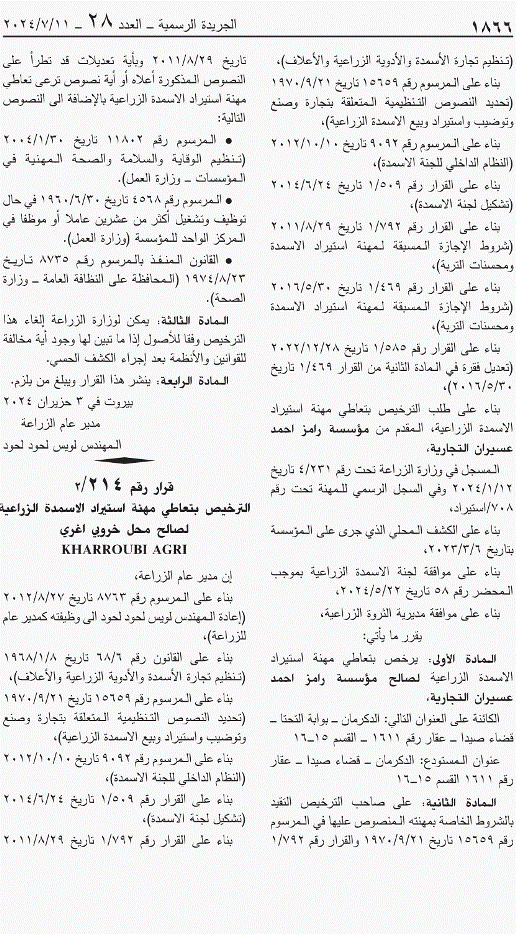 ١٨٦٦
الجريدة الرسمية ــ العدد ٢٨ ــ ٢٠٢٤/٧/١١
(تنظيم تجارة الأسمدة والأدوية الزراعية والأعلاف)،
بناء على المرسوم رقم ١٥٦٥٩ تاريخ ١٩٧٠/٩/٢١
(تحديد النصوص التنظيمية المتعلقة بتجارة وصنع
وتوضيب واستيراد وبيع الاسمدة الزراعية)،
بناء على المرسوم رقم ٩٠٩٢ تاريخ ٢٠١٢/١٠/١٠
(النظام الداخلي للجنة الاسمدة)،
بناء على القرار رقم ١/٥٠٩ تاريخ ٢٠١٤/٦/٢٤
(تشكيل لجنة الاسمدة)،
بناء على القرار رقم ١/٧٩٢ تاريخ ٢٠١١/٨/٢٩
(شروط الإجازة المسبقة لمهنة استيراد الاسمدة
ومحسنات التربة)،
بناء على القرار رقم ١/٤٦٩ تاريخ ٢٠١٦/٥/٣٠
(شروط الإجازة المسبقة لمهنة استيراد الاسمدة
ومحسنات التربة)،
بناء على القرار رقم ١/٥٨٥ تاريخ ٢٠٢٢/١٢/٢٨
(تعديل فقرة في المادة الثانية من القرار ١/٤٦٩ تاريخ
٢٠١٦/٥/٣٠)،
بناء على طلب الترخيص بتعاطي مهنة استيراد
الاسمدة الزراعية، المقدم من مؤسسة رامز احمد
عسيران التجارية،
المسجل في وزارة الزراعة تحت رقم ٤/٢٣١ تاريخ
٢٠٢٤/١/١٢ وفي السجل الرسمي للمهنة تحت رقم
٧٠٨/استيراد،
بناء على الكشف المحلي الذي جرى على المؤسسة
بتاريخ ٢٠٢٣/٣/٦،
بناء على موافقة لجنة الاسمدة الزراعية بموجب
المحضر رقم ٥٨ تاريخ ٢٠٢٤/٥/٢٢،
بناء على موافقة مديرية الثروة الزراعية،
يقرر ما يأتي:
المادة الأولى: يرخص بتعاطي مهنة استيراد
الاسمدة الزراعية لصالح مؤسسة رامز احمد
عسيران التجارية،
الكائنة على العنوان التالي: الدكرمان ــ بوابة التحتا ــ
قضاء صيدا ــ عقار رقم ١٦١١ ــ القسم ١٥ــ١٦
عنوان المستودع: الدكرمان ــ قضاء صيدا ــ عقار
رقم ١٦١١ القسم ١٥ــ١٦
المادة الثانية: على صاحب الترخيص التقيد
بالشروط الخاصة بمهنته المنصوص عليها في المرسوم
رقم ١٥٦٥٩ تاريخ ١٩٧٠/٩/٢١ والقرار رقم ١/٧٩٢
تاريخ ٢٠١١/٨/٢٩ وبأية تعديلات قد تطرأ على
النصوص المذكورة أعلاه أو أية نصوص ترعى تعاطي
مهنة استيراد الاسمدة الزراعية بالإضافة الى النصوص
التالية:
● المرسوم رقم ١١٨٠٢ تاريخ ٢٠٠٤/١/٣٠
(تنظيم الوقاية والسلامة والصحة المهنية في
المؤسسات ــ وزارة العمل).
● المرسوم رقم ٤٥٦٨ تاريخ ١٩٦٠/٦/٣٠ في حال
توظيف وتشغيل أكثر من عشرين عاملا أو موظفا في
المركز الواحد للمؤسسة (وزارة العمل).
● القانون المنفذ بالمرسوم رقم ٨٧٣٥ تاريخ
١٩٧٤/٨/٢٣ (المحافظة على النظافة العامة ــ وزارة
الصحة).
المادة الثالثة: يمكن لوزارة الزراعة إلغاء هذا
الترخيص وفقا للأصول إذا ما تبين لها وجود أية مخالفة
للقوانين والأنظمة بعد إجراء الكشف الحسي.
المادة الرابعة: ينشر هذا القرار ويبلغ من يلزم.
بيروت في ٣ حزيران ٢٠٢٤
مدير عام الزراعة
المهندس لويس لحود لحود
قرار رقم ٢/٢١٤
الترخيص بتعاطي مهنة استيراد الاسمدة الزراعية
لصالح محل خروبي اغري
KHARROUBI AGRI
إن مدير عام الزراعة،
بناء على المرسوم رقم ٨٧٦٣ تاريخ ٢٠١٢/٨/٢٧
(إعادة المهندس لويس لحود لحود الى وظيفته كمدير عام
للزراعة)،
بناء على القانون رقم ٦٨/٦ تاريخ ١٩٦٨/١/٨
(تنظيم تجارة الأسمدة والأدوية الزراعية والأعلاف)،
بناء على المرسوم رقم ١٥٦٥٩ تاريخ ١٩٧٠/٩/٢١
(تحديد النصوص التنظيمية المتعلقة بتجارة وصنع
وتوضيب واستيراد وبيع الاسمدة الزراعية)،
بناء على المرسوم رقم ٩٠٩٢ تاريخ ٢٠١٢/١٠/١٠
(النظام الداخلي للجنة الاسمدة)،
بناء على القرار رقم ١/٥٠٩ تاريخ ٢٠١٤/٦/٢٤
(تشكيل لجنة الاسمدة)،
بناء على القرار رقم ١/٧٩٢ تاريخ ٢٠١١/٨/٢٩